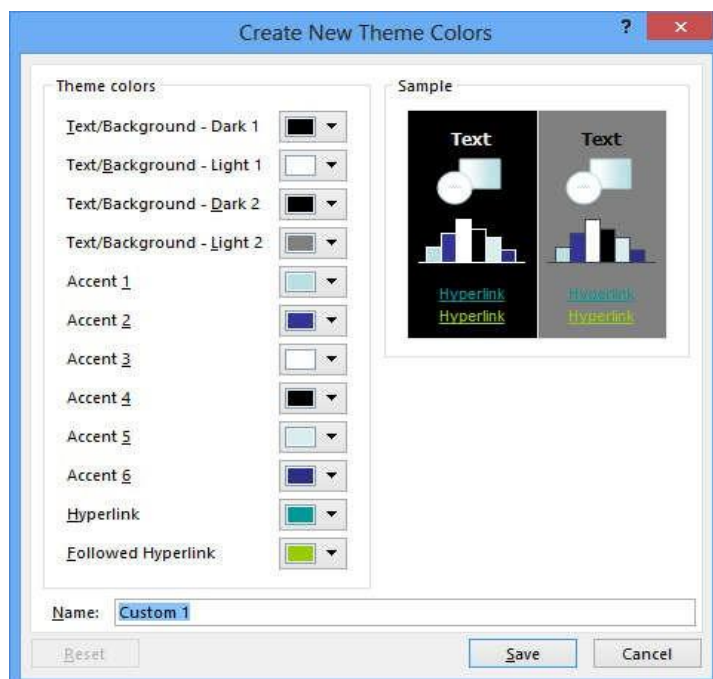 Create New Theme Colors
?
Theme colors
Text/Background - Dark 1
Text/Background - Light 1
Text/Background - Dark 2
Text/Background - Light 2
Accent 1
Accent 2
Accent 3
Accent 4
Accent 5
Accent 6
Hyperlink
Followed Hyperlink
Sample
Text Text
Hyperlink Hyperlink
Hyperlink Hyperlink
Name: Custom 1
Reset Save Cancel